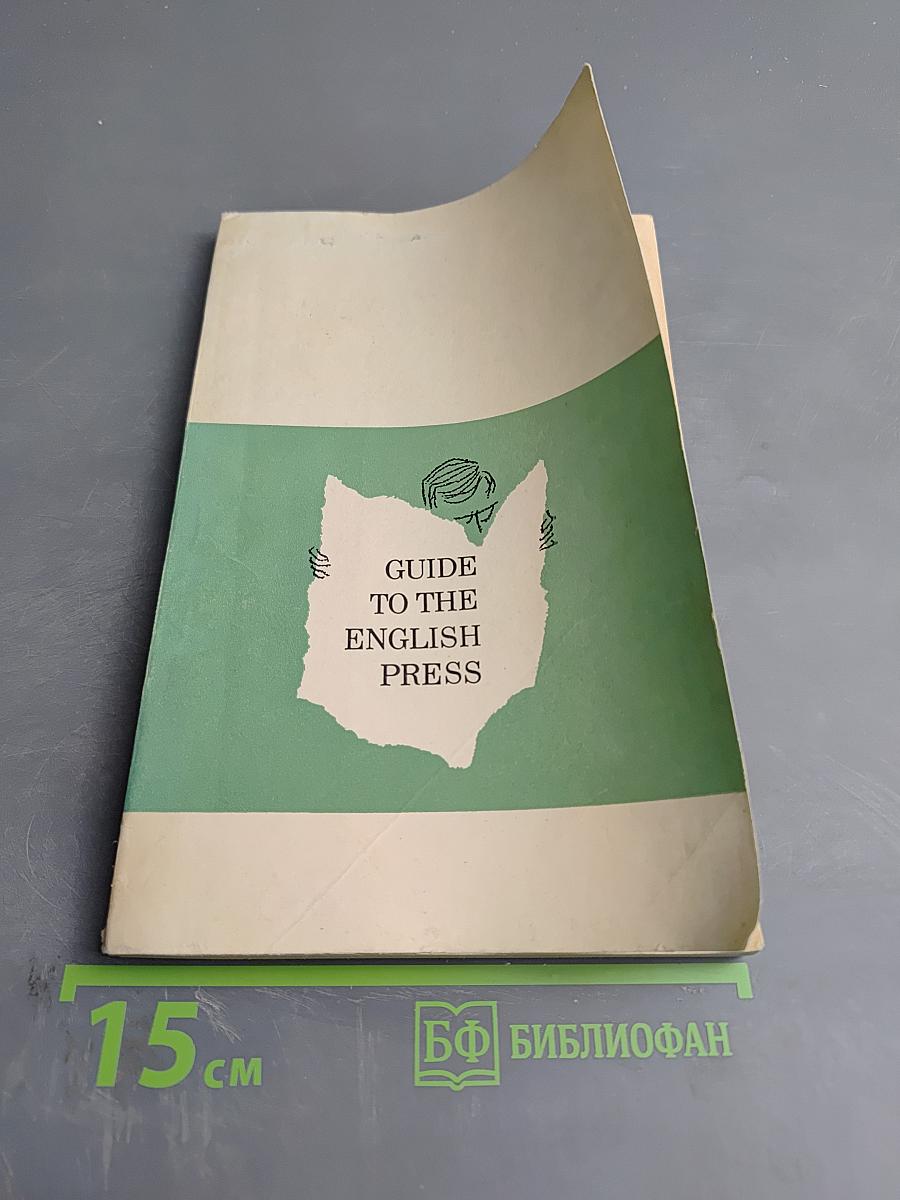 GUIDE
TO THE
ENGLISH
PRESS
15 см
БФ БИБЛИОФАН